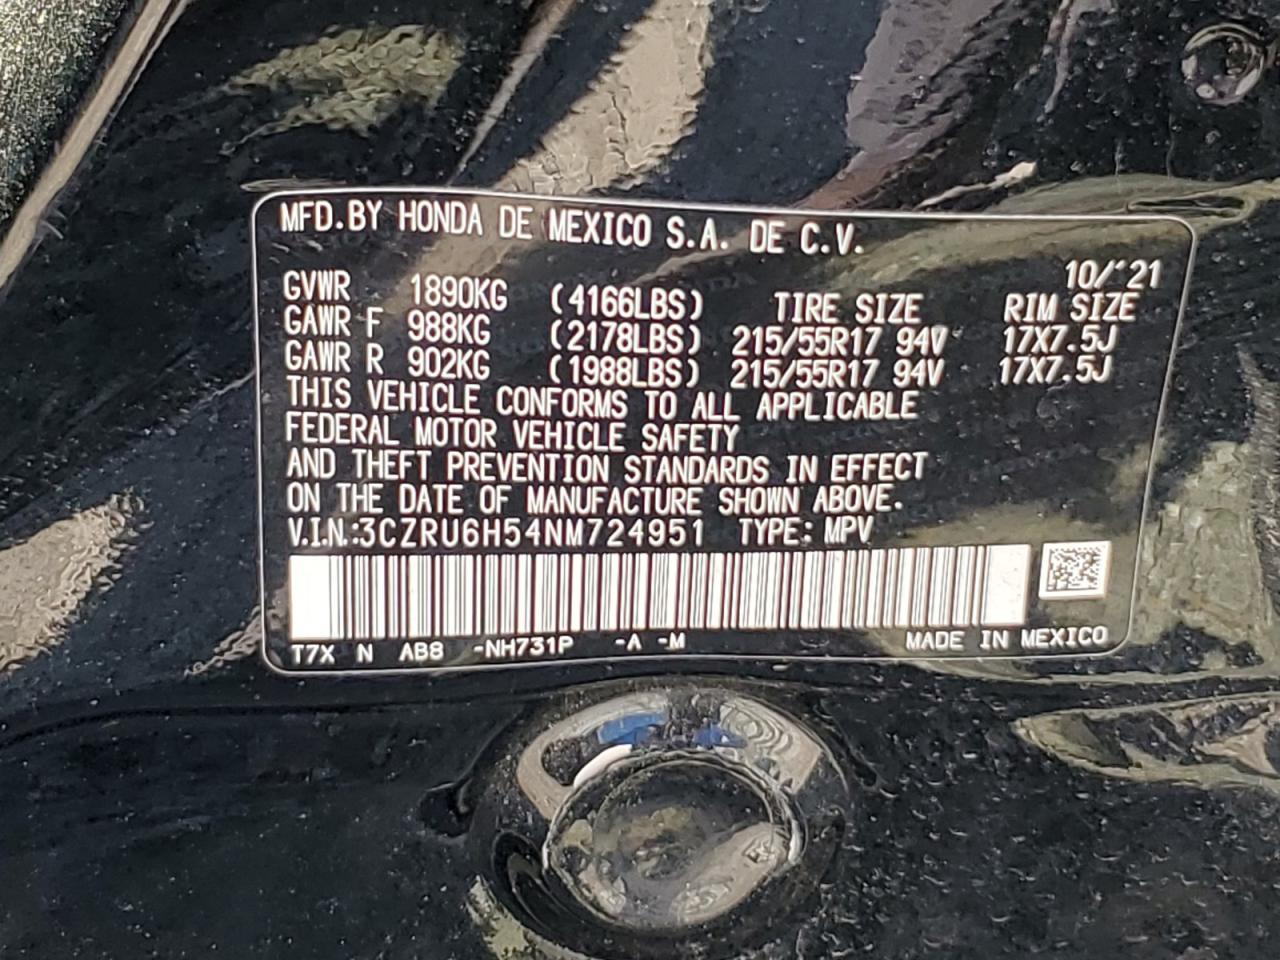 MFD.BY HONDA DE MEXICO S.A. DE C.V.
10/'21
GVWR 1890KG (4166LBS) TIRE SIZE RIM SIZE
GAWR F 988KG (2178LBS) 215/55R17 94V 17X7.5J
GAWR R 902KG (1988LBS) 215/55R17 94V 17X7.5J
THIS VEHICLE CONFORMS TO ALL APPLICABLE
FEDERAL MOTOR VEHICLE SAFETY
AND THEFT PREVENTION STANDARDS IN EFFECT
ON THE DATE OF MANUFACTURE SHOWN ABOVE.
V.I.N.:3CZRU6H54NM724951 TYPE: MPV
T7X N AB8 -NH731P -A -M MADE IN MEXICO